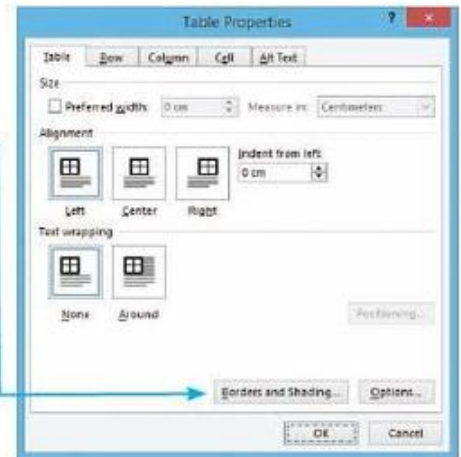 Table Properties ?
Table Row Column Cell Alt Text
Size
Preferred width: 0 cm Measure in: Centimeters
Alignment
Indent from left:
0 cm
Left Center Right
Text wrapping
None Around
Positioning...
Borders and Shading... Options...
OK Cancel